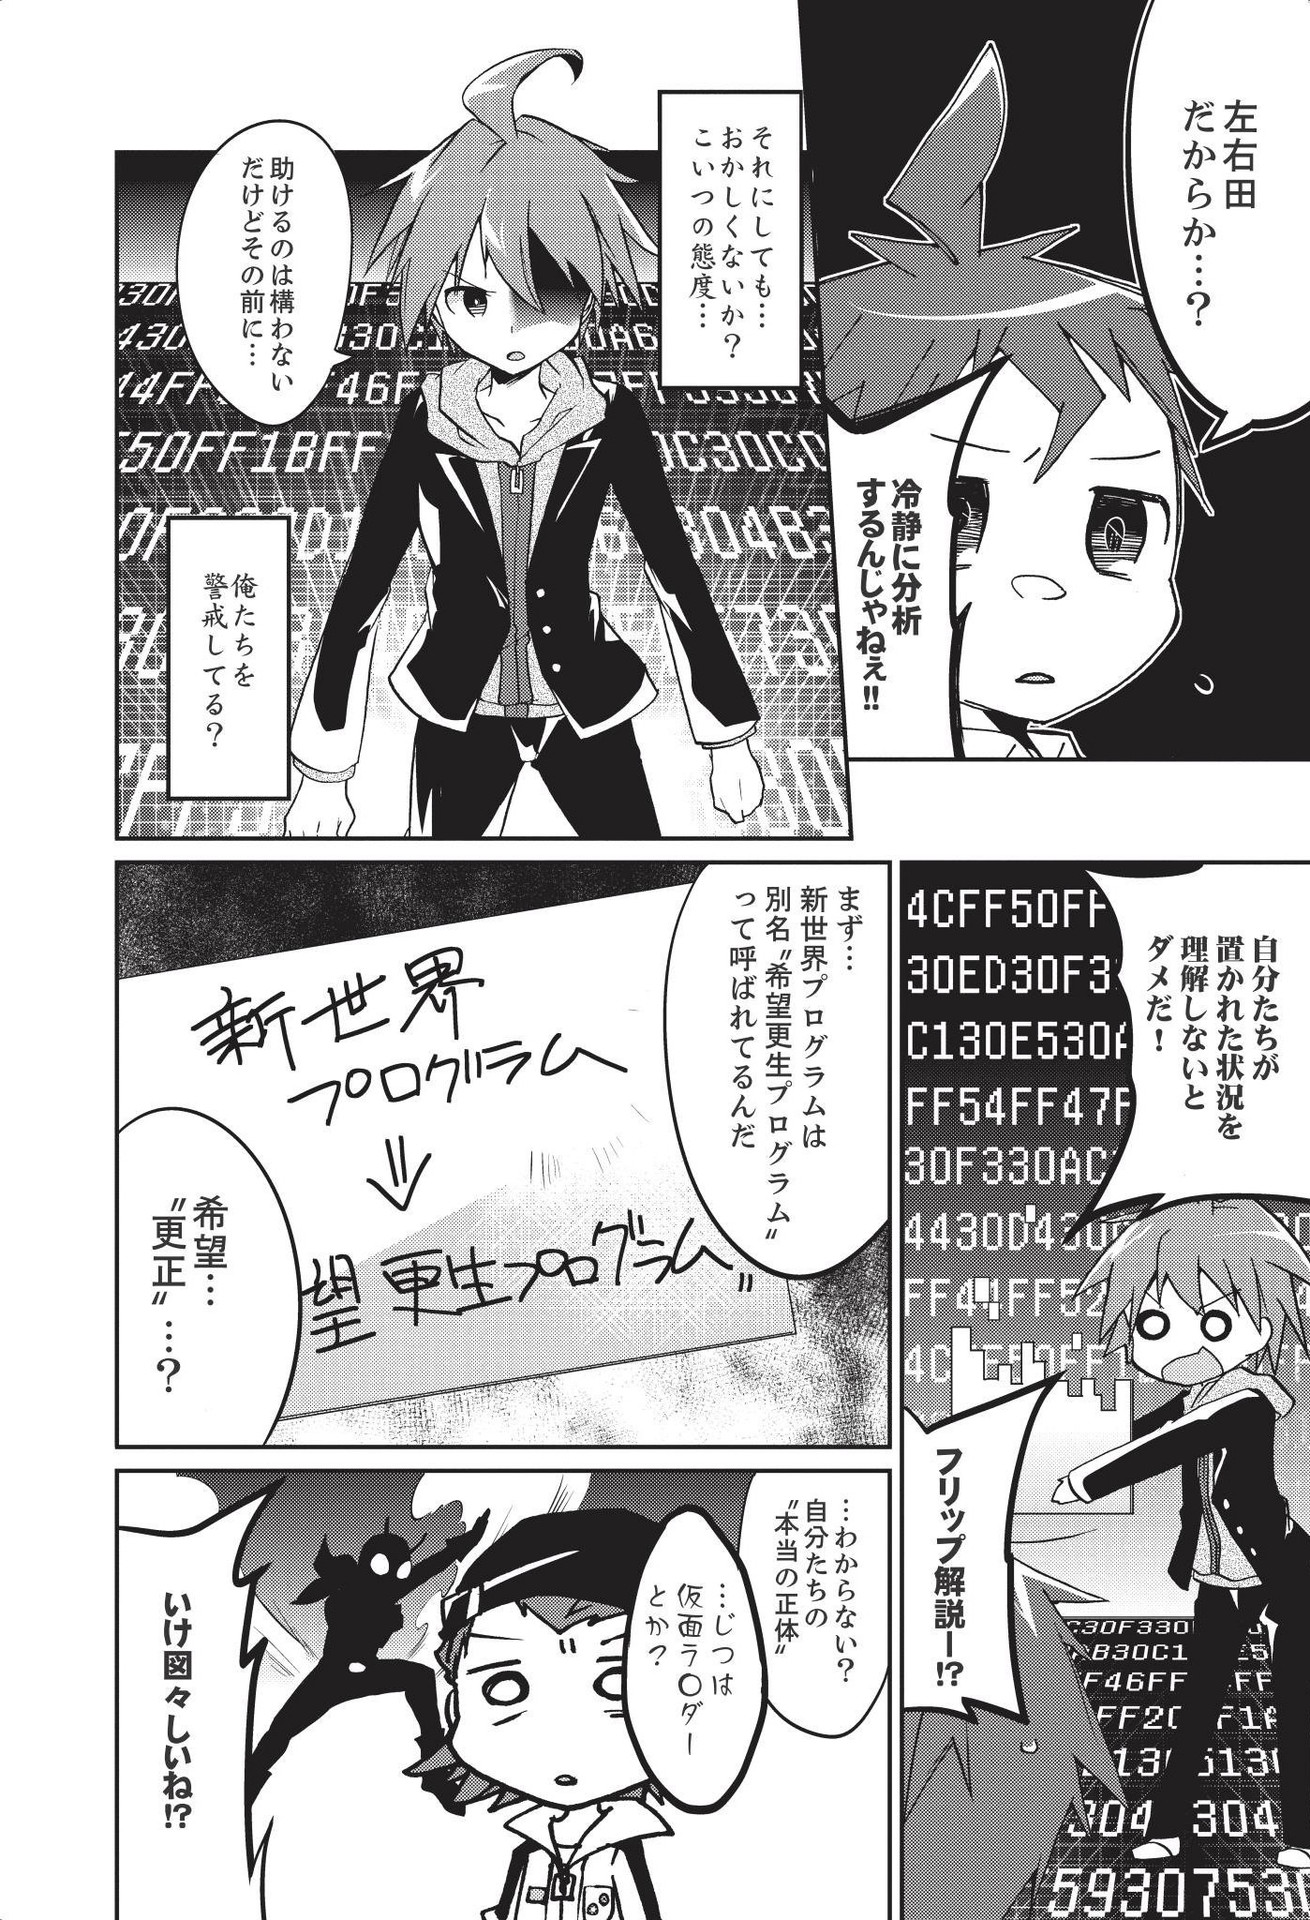 左右田
だからか…?
冷静に分析
するんじゃねぇ!!
それにしても…
おかしくないか?
こいつの態度…
助けるのは構わない
だけどその前に…
俺たちを
警戒してる?
自分たちが
置かれた状況を
理解しないと
ダメだ!
フリップ解説ー!?
まず…
新世界プログラムは
別名〝希望更生プログラム〟
って呼ばれてるんだ
新世界
プログラム
⇓
望更生プログラム〟
希望…
〝更正〟…?
…わからない?
自分たちの
〝本当の正体〟
…じつは
仮面ラ○ダー
とか?
いけ図々しいね!?
4CFF50FF
30ED30F3
C130E530A
FF54FF47F
30F330AC
5930753